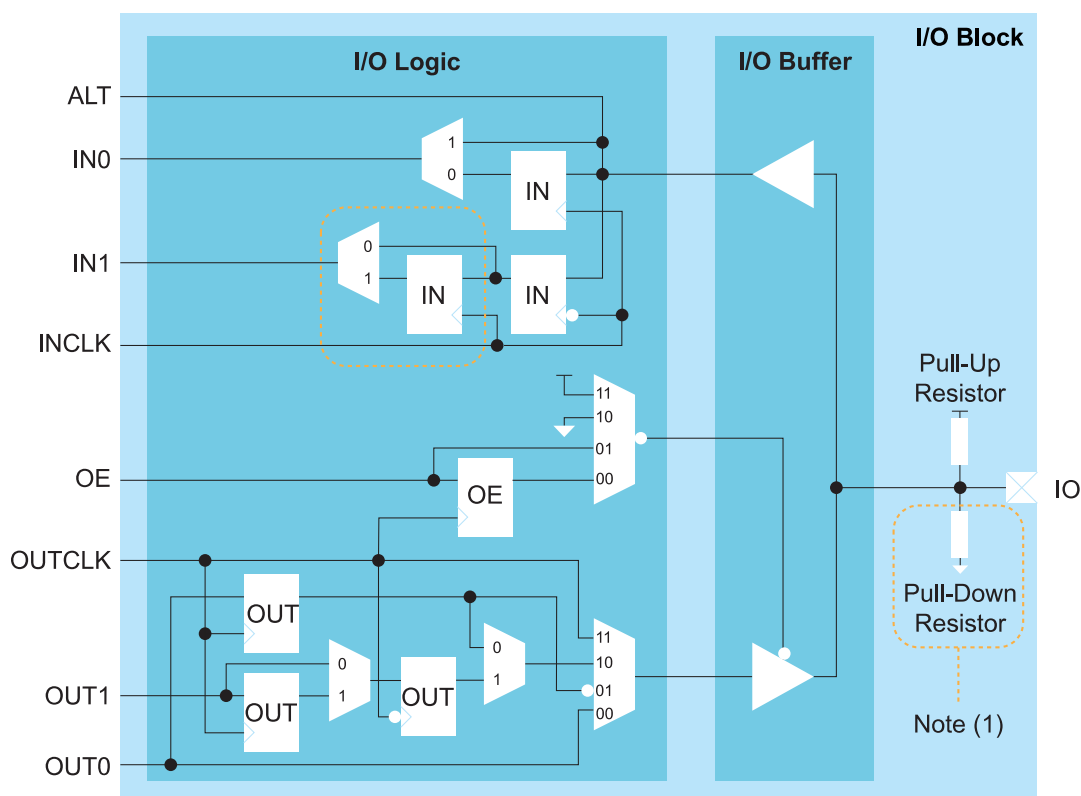 I/O Block
I/O Logic
I/O Buffer
ALT
1
IN0
0
IN
0
IN1
1
IN
IN
INCLK
Pull-Up
Resistor
11
10
01
OE
00
OE
IO
OUTCLK
Pull-Down
Resistor
OUT
11
0
0
10
OUT1
1
OUT
OUT
1
01
00
Note (1)
OUT0